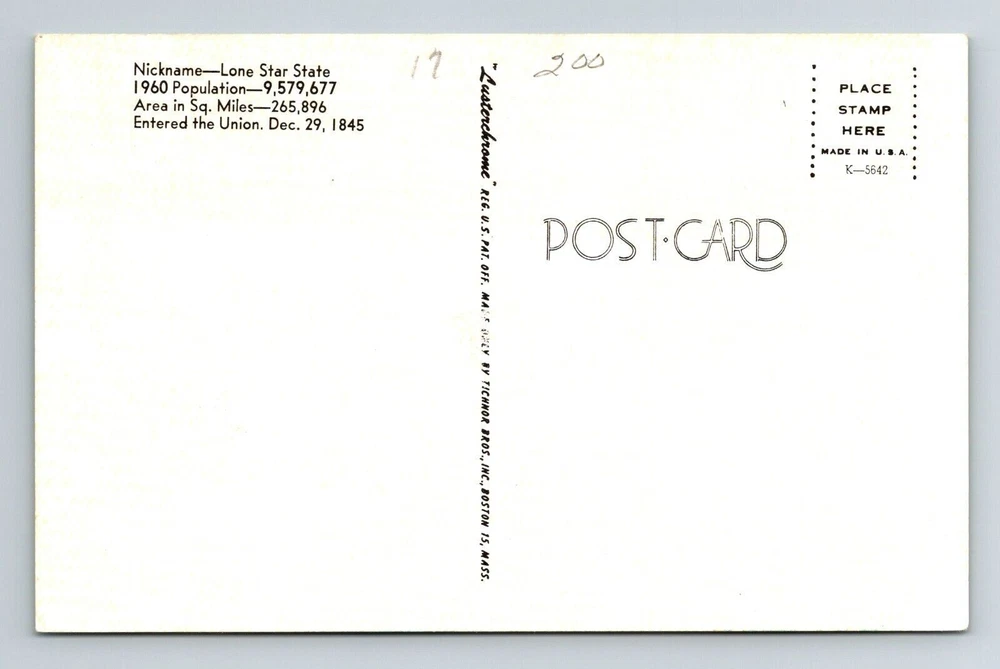 Nickname—Lone Star State
1960 Population—9,579,677
Area in Sq. Miles—265,896
Entered the Union. Dec. 29, 1845
17
200
"Lusterchrome" REG. U.S. PAT. OFF. MADE ONLY BY TICHNOR BROS., INC., BOSTON 15, MASS.
PLACE
STAMP
HERE
MADE IN U.S.A.
K—5642
POST·CARD